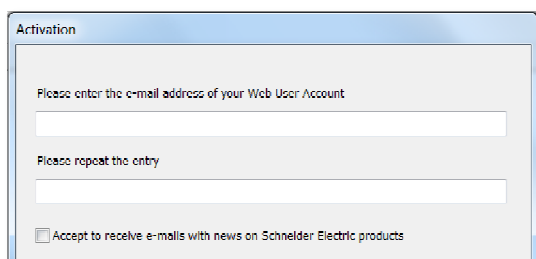 Activation
Please enter the e-mail address of your Web User Account
Please repeat the entry
Accept to receive e-mails with news on Schneider Electric products